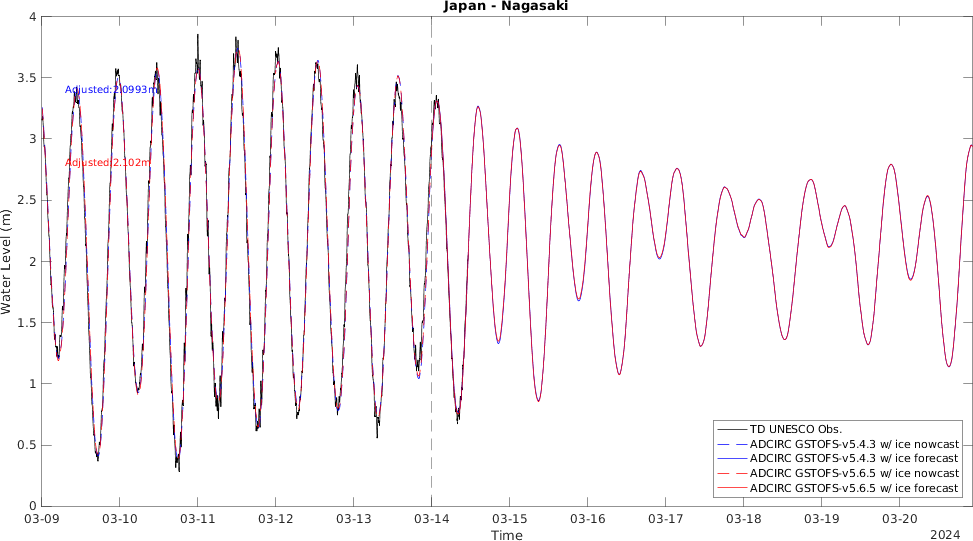 Japan - Nagasaki
4
3.5
3
2.5
2
1.5
1
0.5
0
Water Level (m)
Adjusted:2.0993m
Adjusted:2.102m
TD UNESCO Obs.
ADCIRC GSTOFS-v5.4.3 w/ ice nowcast
ADCIRC GSTOFS-v5.4.3 w/ ice forecast
ADCIRC GSTOFS-v5.6.5 w/ ice nowcast
ADCIRC GSTOFS-v5.6.5 w/ ice forecast
03-09 03-10 03-11 03-12 03-13 03-14 03-15 03-16 03-17 03-18 03-19 03-20
Time
2024